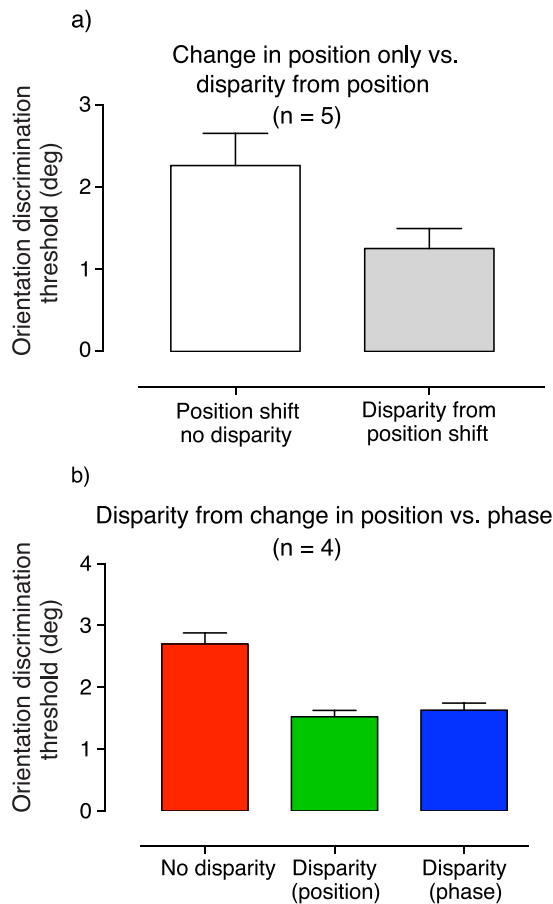 a)
Change in position only vs.
disparity from position
(n = 5)
Orientation discrimination
threshold (deg)
3
2
1
0
Position shift
no disparity
Disparity from
position shift
b)
Disparity from change in position vs. phase
(n = 4)
Orientation discrimination
threshold (deg)
4
3
2
1
0
No disparity
Disparity
(position)
Disparity
(phase)